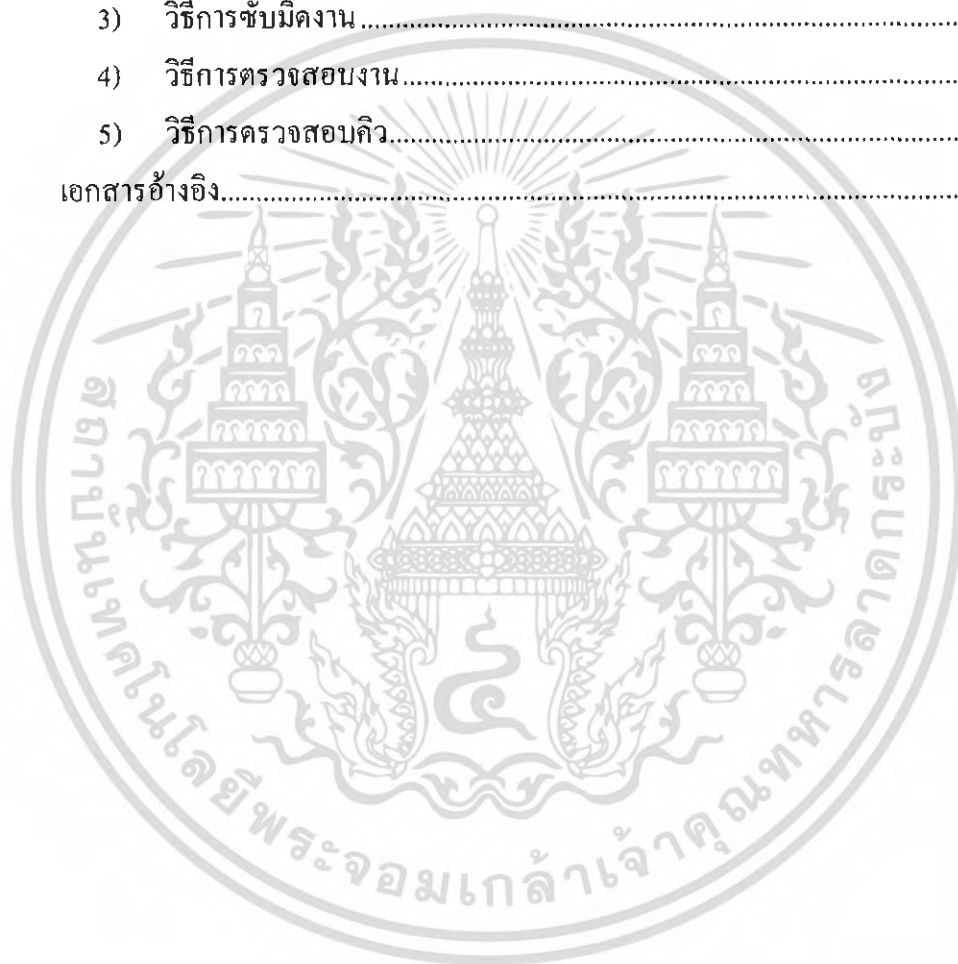 3) วิธีการซับมิดงาน
4) วิธีการตรวจสอบงาน
5) วิธีการครวจสอบคิว
เอกสารอ้างอิง
สถาบันเทคโนโลยีพระจอมเกล้าเจ้าคุณทหารลาดกระบัง
๔